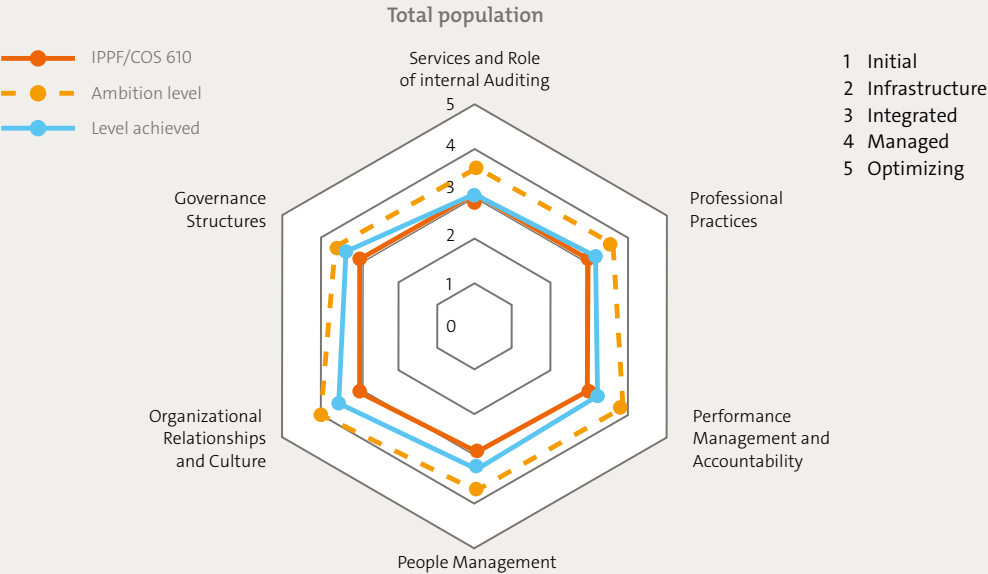 Total population
IPPF/COS 610
Ambition level
Level achieved
Services and Role
of internal Auditing
1 Initial
2 Infrastructure
3 Integrated
4 Managed
5 Optimizing
5
4
3
2
1
0
Governance
Structures
Professional
Practices
Organizational
Relationships
and Culture
Performance
Management and
Accountability
People Management